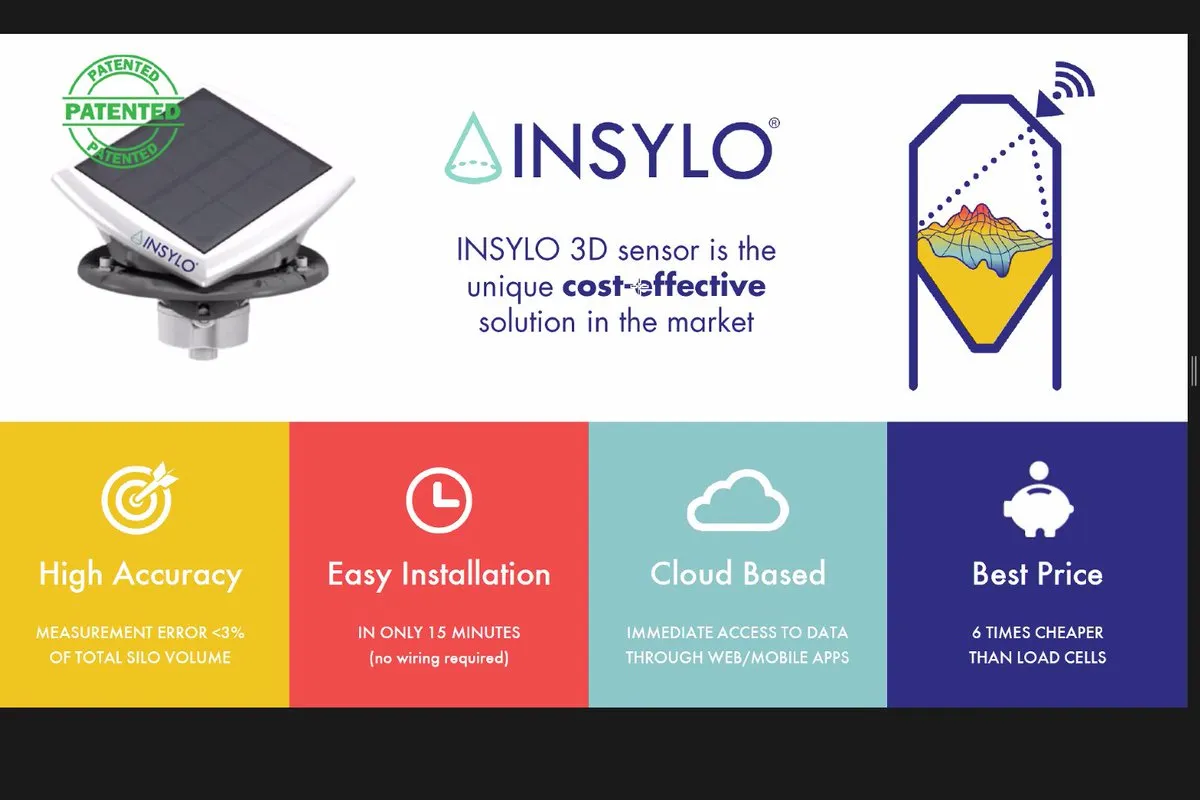 PATENTED
PATENTED
PATENTED
INSYLO
INSYLO®
INSYLO 3D sensor is the
unique cost-effective
solution in the market
High Accuracy
MEASUREMENT ERROR <3%
OF TOTAL SILO VOLUME
Easy Installation
IN ONLY 15 MINUTES
(no wiring required)
Cloud Based
IMMEDIATE ACCESS TO DATA
THROUGH WEB/MOBILE APPS
Best Price
6 TIMES CHEAPER
THAN LOAD CELLS